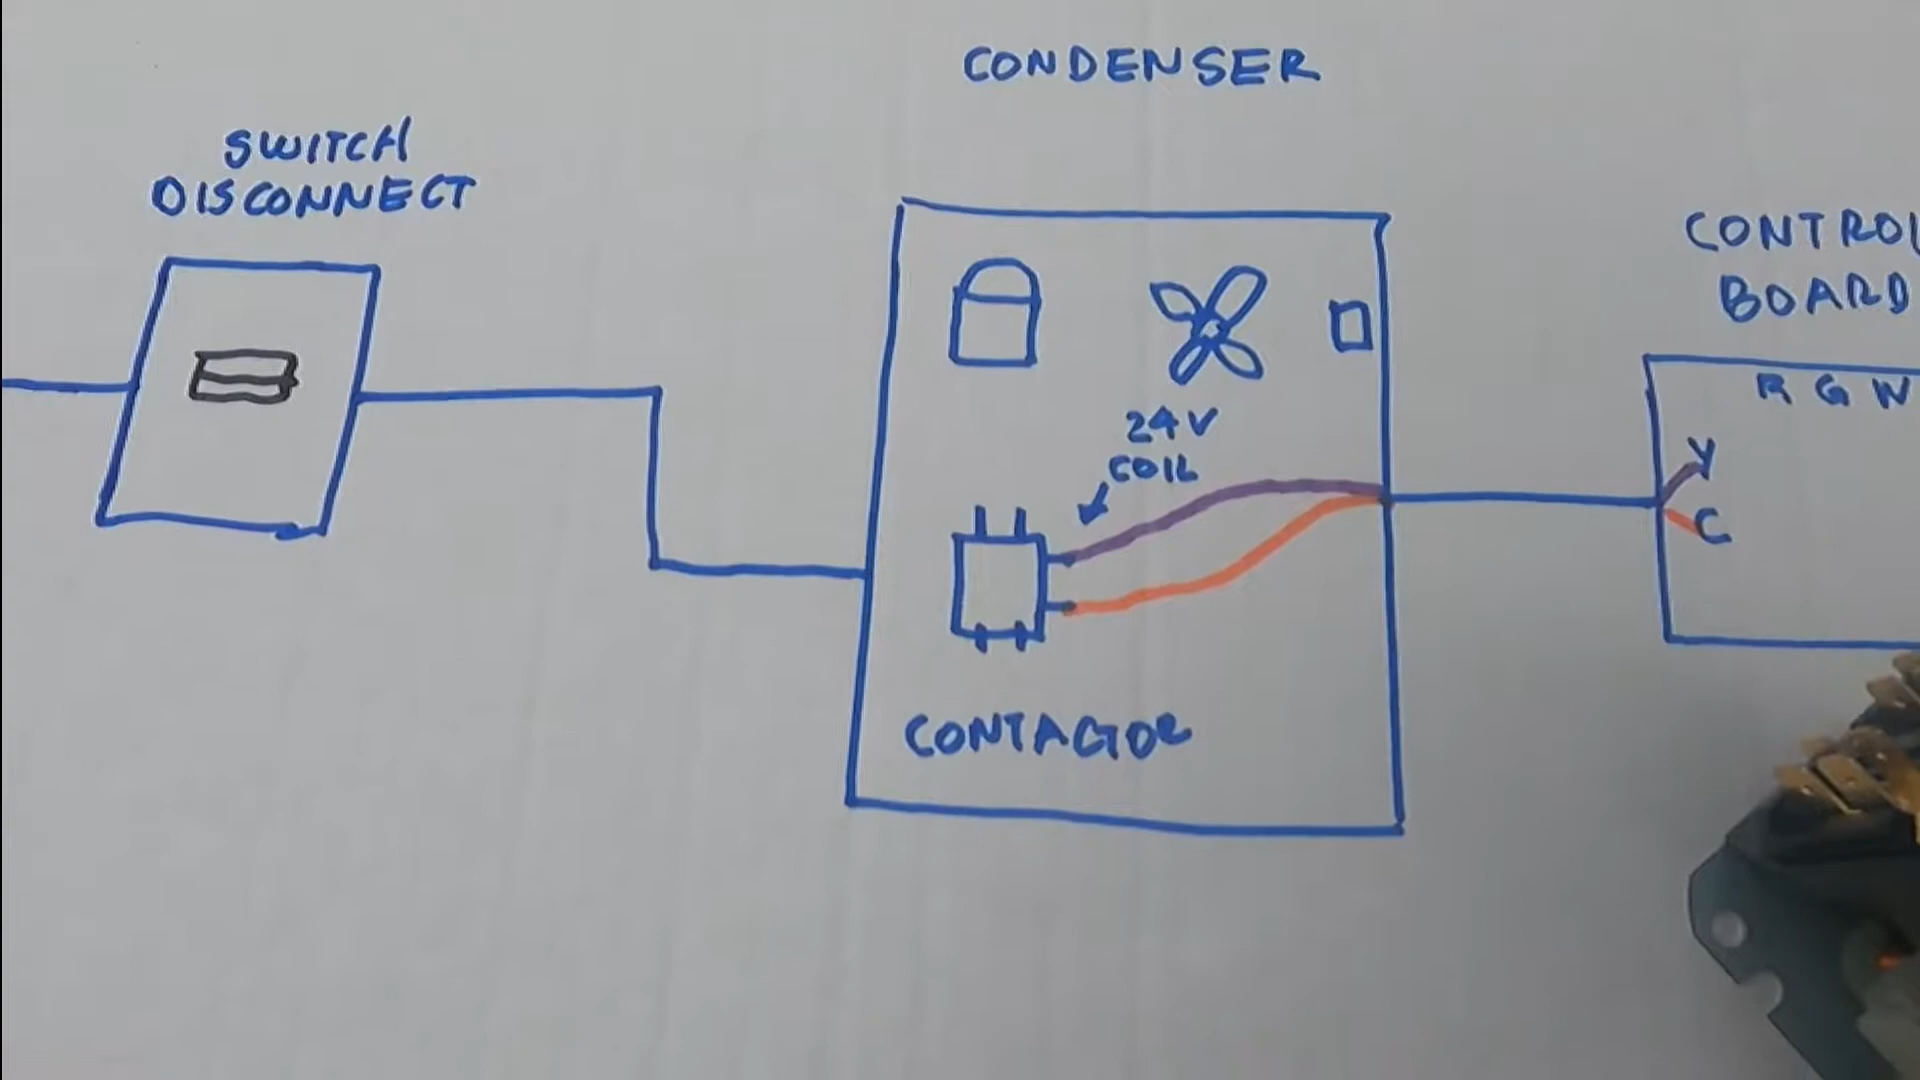 CONDENSER
SWITCH
DISCONNECT
CONTROL
BOARD
R G W
24V
COIL
Y
C
CONTACTOR